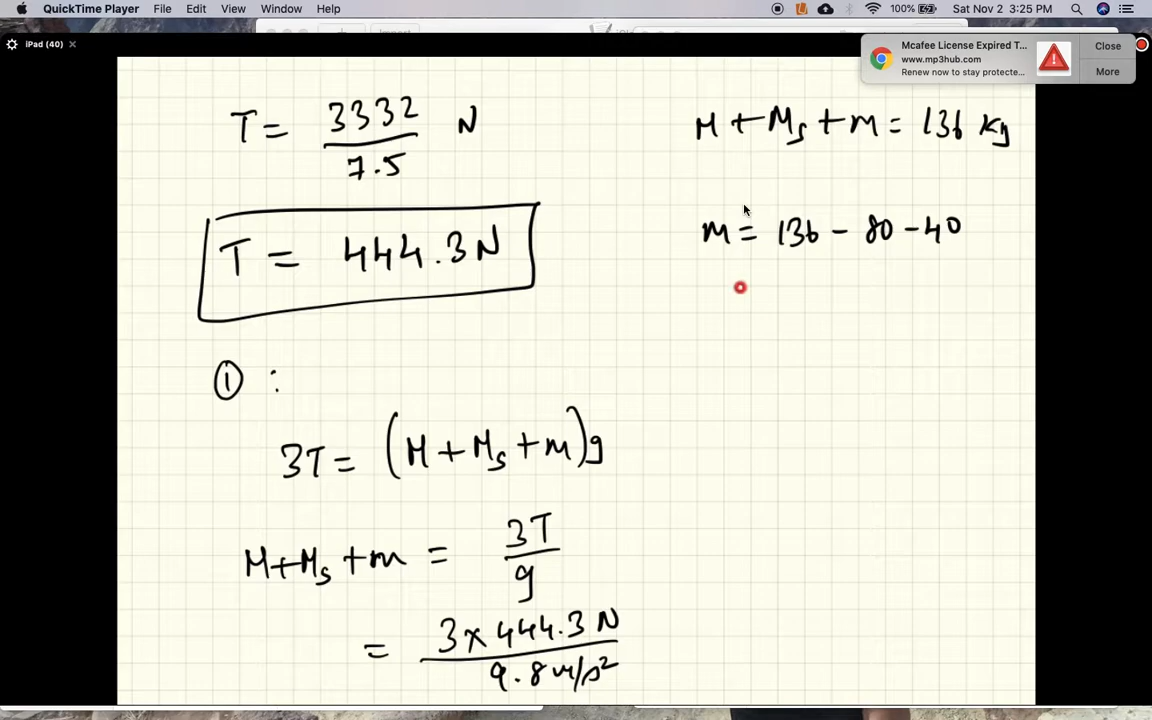 QuickTime Player File Edit View Window Help 100% Sat Nov 2 3:25 PM
iPad (40)
Mcafee License Expired T...
www.mp3hub.com
Renew now to stay protecte...
Close
More
T = 3332 / 7.5 N
T = 444.3 N
① :
3T = (M + Ms + m)g
M + Ms + m = 3T / g
= 3 x 444.3 N / 9.8 m/s²
M + Ms + m = 136 kg
m = 136 - 80 - 40